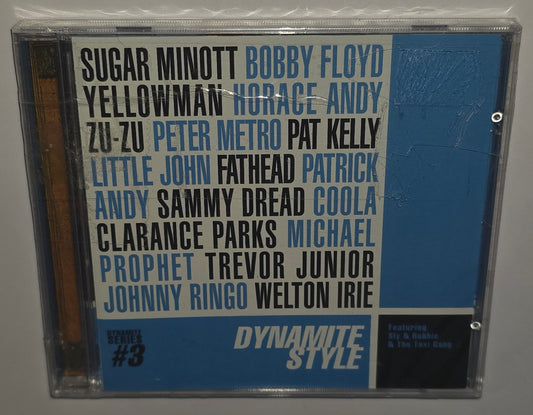 SUGAR MINOTT BOBBY FLOYD
YELLOWMAN HORACE ANDY
ZU-ZU PETER METRO PAT KELLY
LITTLE JOHN FATHEAD PATRICK
ANDY SAMMY DREAD COOLA
CLARANCE PARKS MICHAEL
PROPHET TREVOR JUNIOR
JOHNNY RINGO WELTON IRIE
DYNAMITE
SERIES
#3
DYNAMITE
STYLE
Featuring
Sly & Robbie
& The Taxi Gang